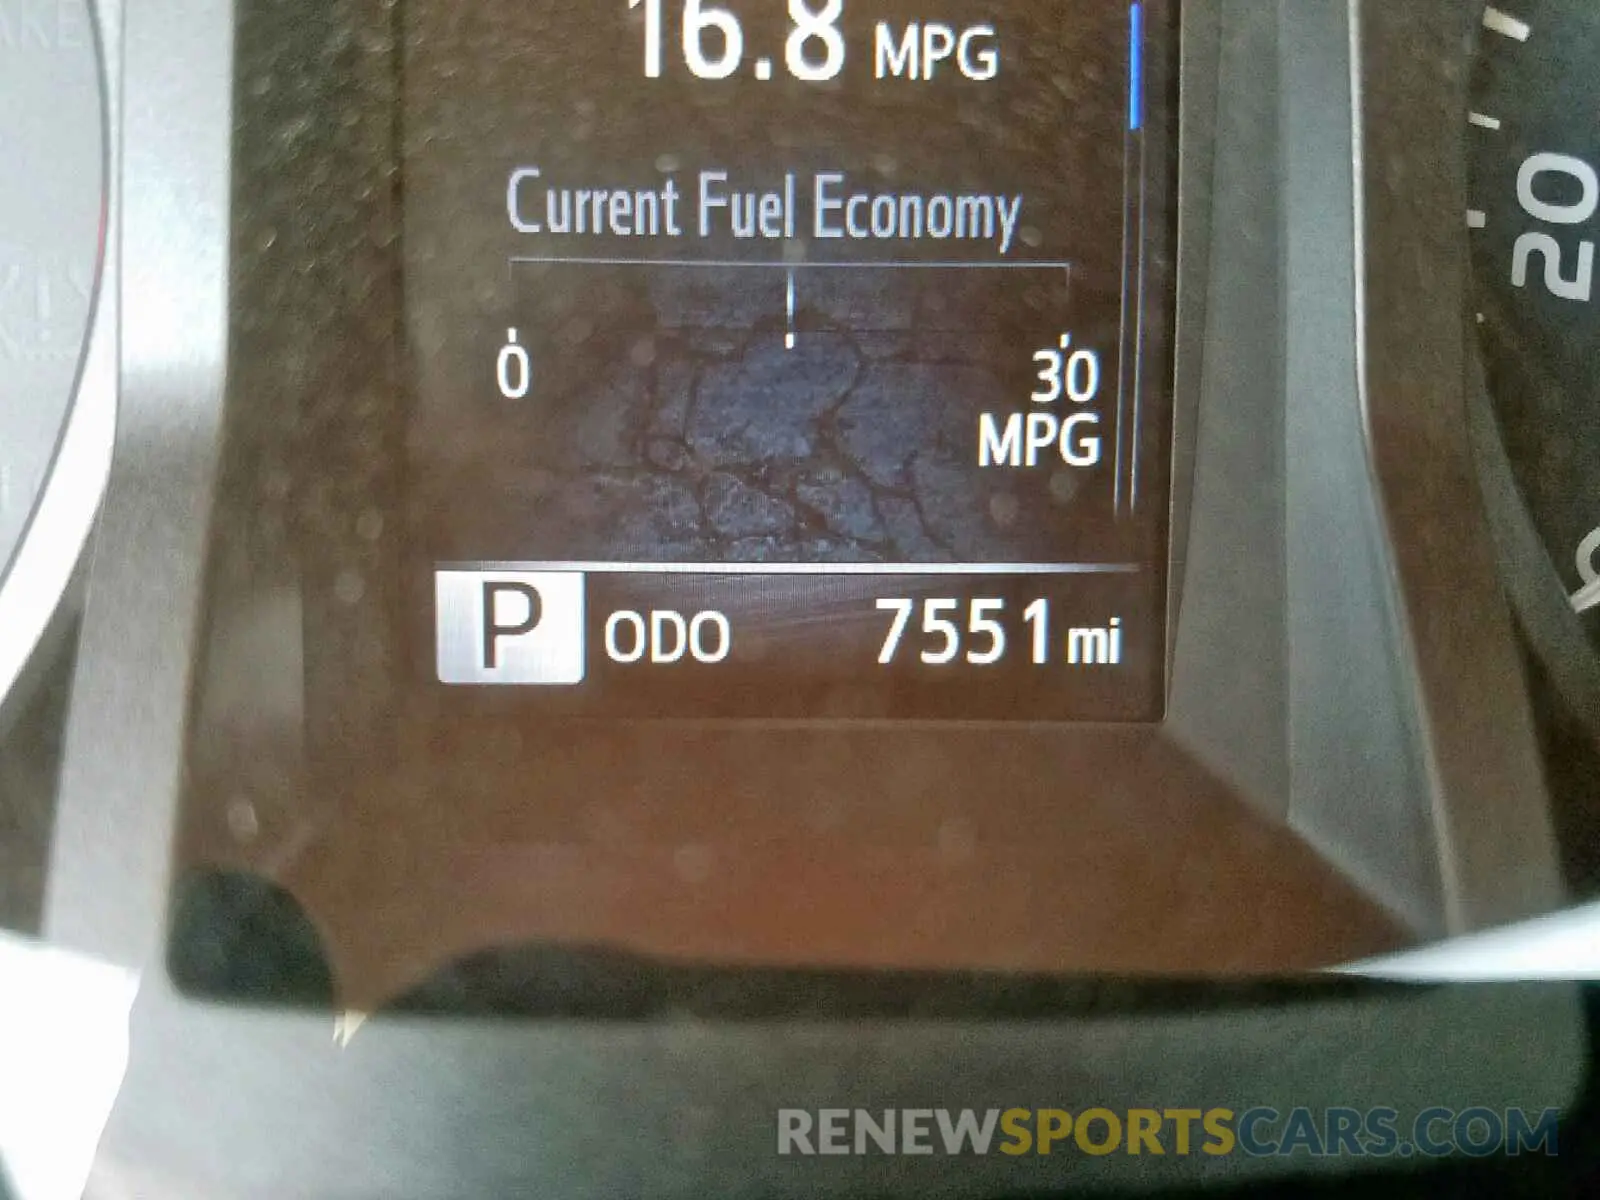 16.8 MPG
Current Fuel Economy
0
30
MPG
20
P ODO 7551 mi
RENEWSPORTSCARS.COM